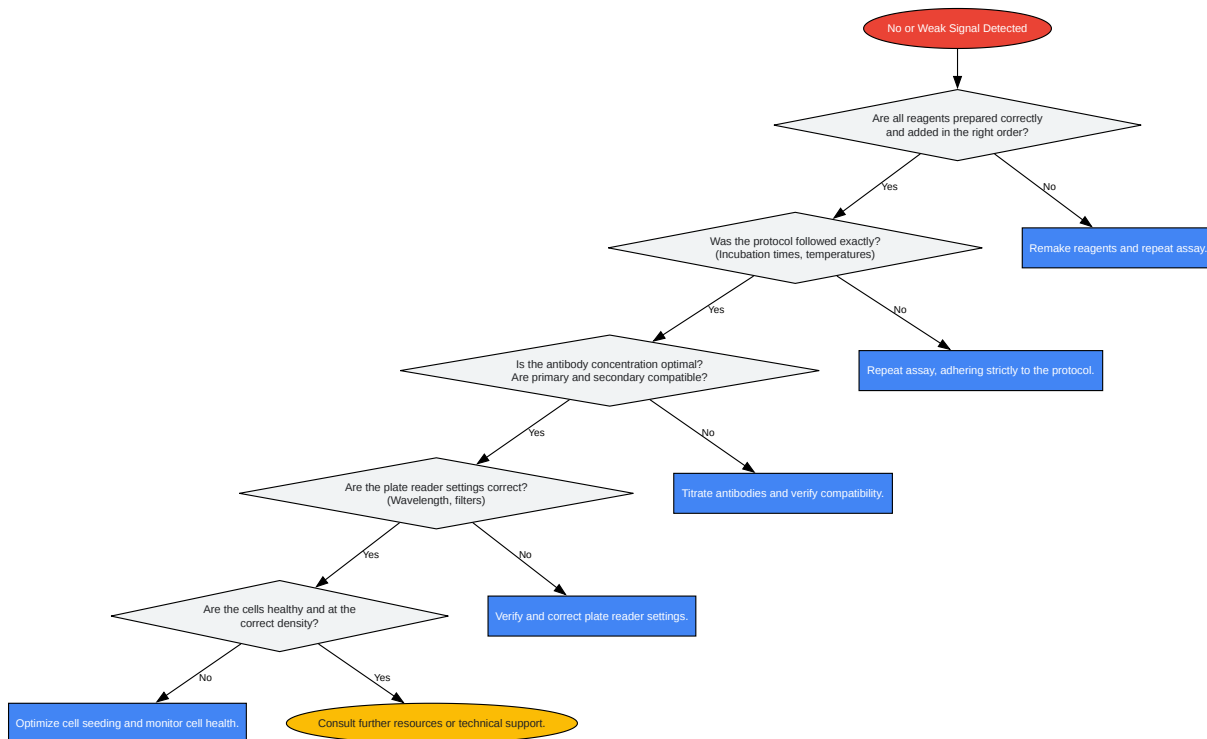 No or Weak Signal Detected
Are all reagents prepared correctly
and added in the right order?
Yes
No
Was the protocol followed exactly?
(Incubation times, temperatures)
Remake reagents and repeat assay.
Yes
No
Is the antibody concentration optimal?
Are primary and secondary compatible?
Repeat assay, adhering strictly to the protocol.
Yes
No
Are the plate reader settings correct?
(Wavelength, filters)
Titrate antibodies and verify compatibility.
Yes
No
Are the cells healthy and at the
correct density?
Verify and correct plate reader settings.
No
Yes
Optimize cell seeding and monitor cell health.
Consult further resources or technical support.